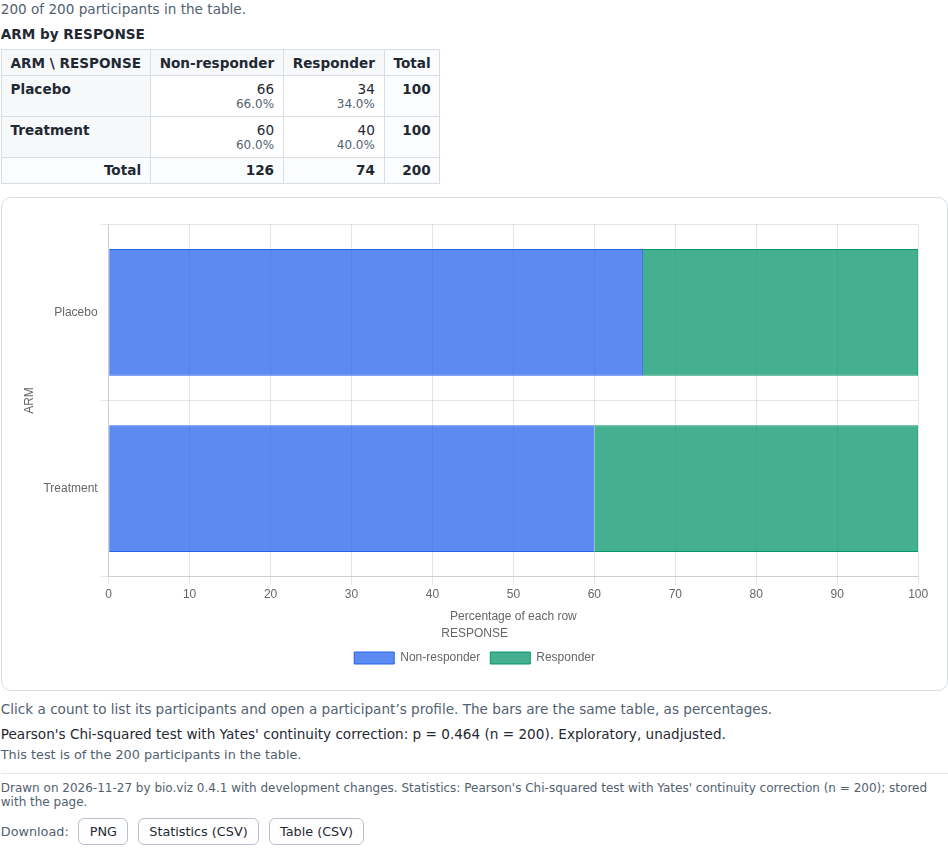 200 of 200 participants in the table.
ARM by RESPONSE
ARM \ RESPONSE Non-responder Responder Total
Placebo 66 34 100
66.0% 34.0%
Treatment 60 40 100
60.0% 40.0%
Total 126 74 200
Placebo
ARM
Treatment
0 10 20 30 40 50 60 70 80 90 100
Percentage of each row
RESPONSE
Non-responder Responder
Click a count to list its participants and open a participant’s profile. The bars are the same table, as percentages.
Pearson's Chi-squared test with Yates' continuity correction: p = 0.464 (n = 200). Exploratory, unadjusted.
This test is of the 200 participants in the table.
Drawn on 2026-11-27 by bio.viz 0.4.1 with development changes. Statistics: Pearson's Chi-squared test with Yates' continuity correction (n = 200); stored
with the page.
Download: PNG Statistics (CSV) Table (CSV)